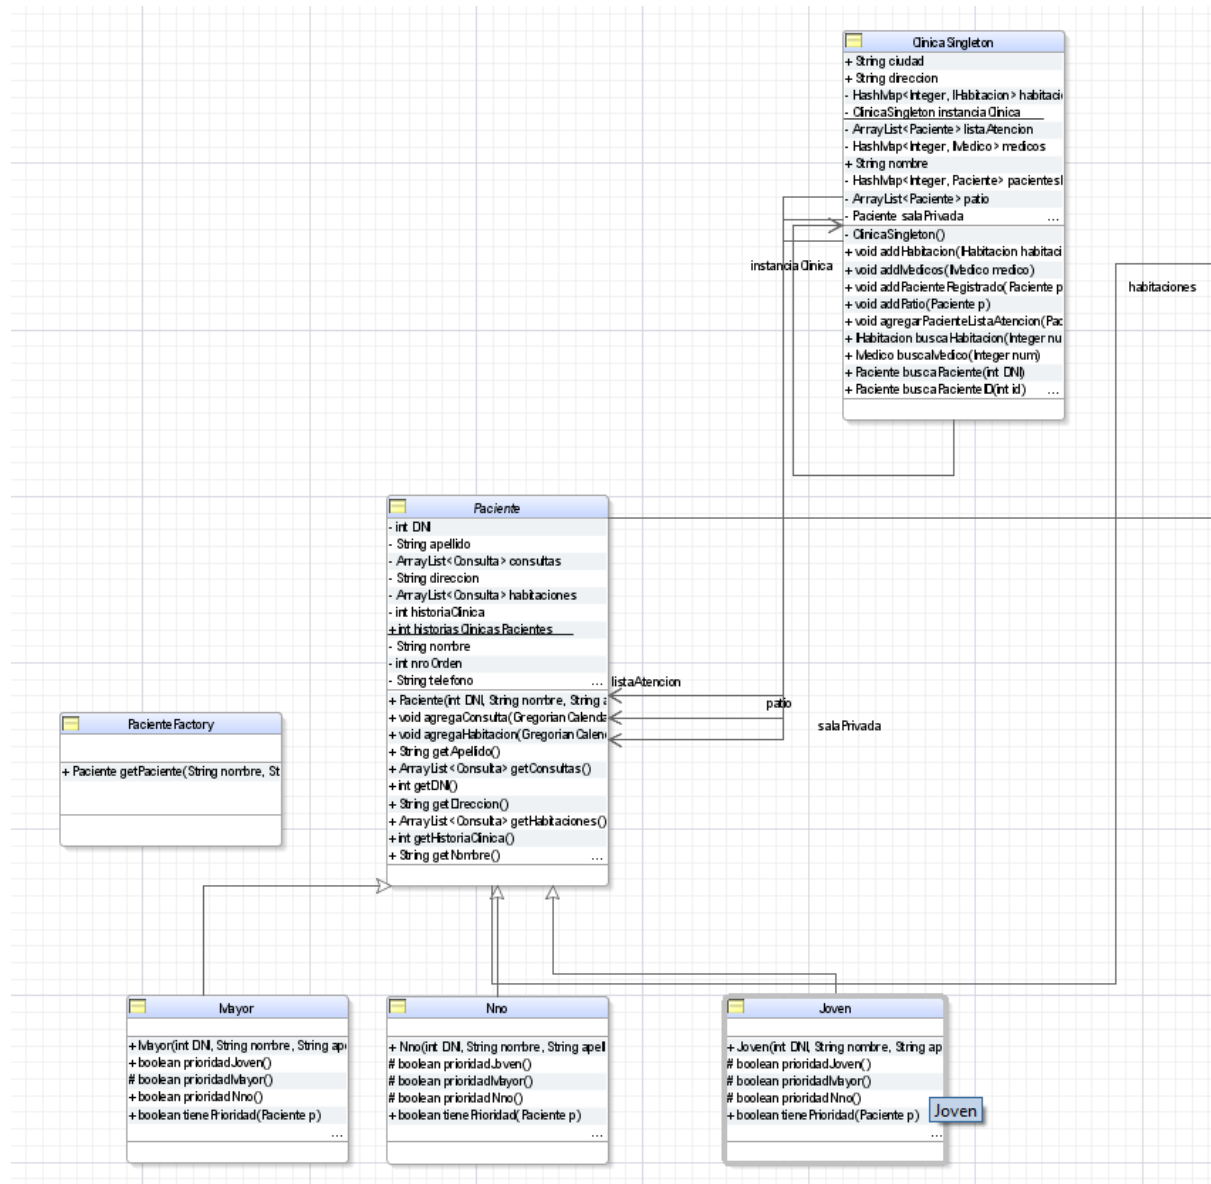 ClinicaSingleton
+ String ciudad
+ String direccion
- HashMap<Integer, IHabitacion> habitaci
- ClinicaSingleton instanciaClinica
- ArrayList<Paciente> listaAtencion
- HashMap<Integer, IMedico> medicos
+ String nombre
- HashMap<Integer, Paciente> pacientesI
- ArrayList<Paciente> patio
- Paciente salaPrivada ...
- ClinicaSingleton()
+ void addHabitacion(IHabitacion habitaci
+ void addMedicos(IMedico medico)
+ void addPacienteRegistrado(Paciente p
+ void addPatio(Paciente p)
+ void agregarPacienteListaAtencion(Pac
+ IHabitacion buscaHabitacion(Integer nu
+ IMedico buscaMedico(Integer num)
+ Paciente buscaPaciente(int DNI)
+ Paciente buscaPacienteID(int id) ...
instanciaClinica
habitaciones
Paciente
- int DNI
- String apellido
- ArrayList<Consulta> consultas
- String direccion
- ArrayList<Consulta> habitaciones
- int historiaClinica
+ int historiasClinicasPacientes
- String nombre
- int nroOrden
- String telefono ...
+ Paciente(int DNI, String nombre, String a
+ void agregaConsulta(GregorianCalenda
+ void agregaHabitacion(GregorianCalen
+ String getApellido()
+ ArrayList<Consulta> getConsultas()
+ int getDNI()
+ String getDireccion()
+ ArrayList<Consulta> getHabitaciones()
+ int getHistoriaClinica()
+ String getNombre() ...
listaAtencion
patio
salaPrivada
PacienteFactory
+ Paciente getPaciente(String nombre, St
Mayor
+ Mayor(int DNI, String nombre, String ape
+ boolean prioridadJoven()
# boolean prioridadMayor()
+ boolean prioridadNino()
+ boolean tienePrioridad(Paciente p)
...
Nino
+ Nino(int DNI, String nombre, String apell
# boolean prioridadJoven()
# boolean prioridadMayor()
# boolean prioridadNino()
+ boolean tienePrioridad(Paciente p)
...
Joven
+ Joven(int DNI, String nombre, String ap
# boolean prioridadJoven()
# boolean prioridadMayor()
# boolean prioridadNino()
+ boolean tienePrioridad(Paciente p)
...
Joven